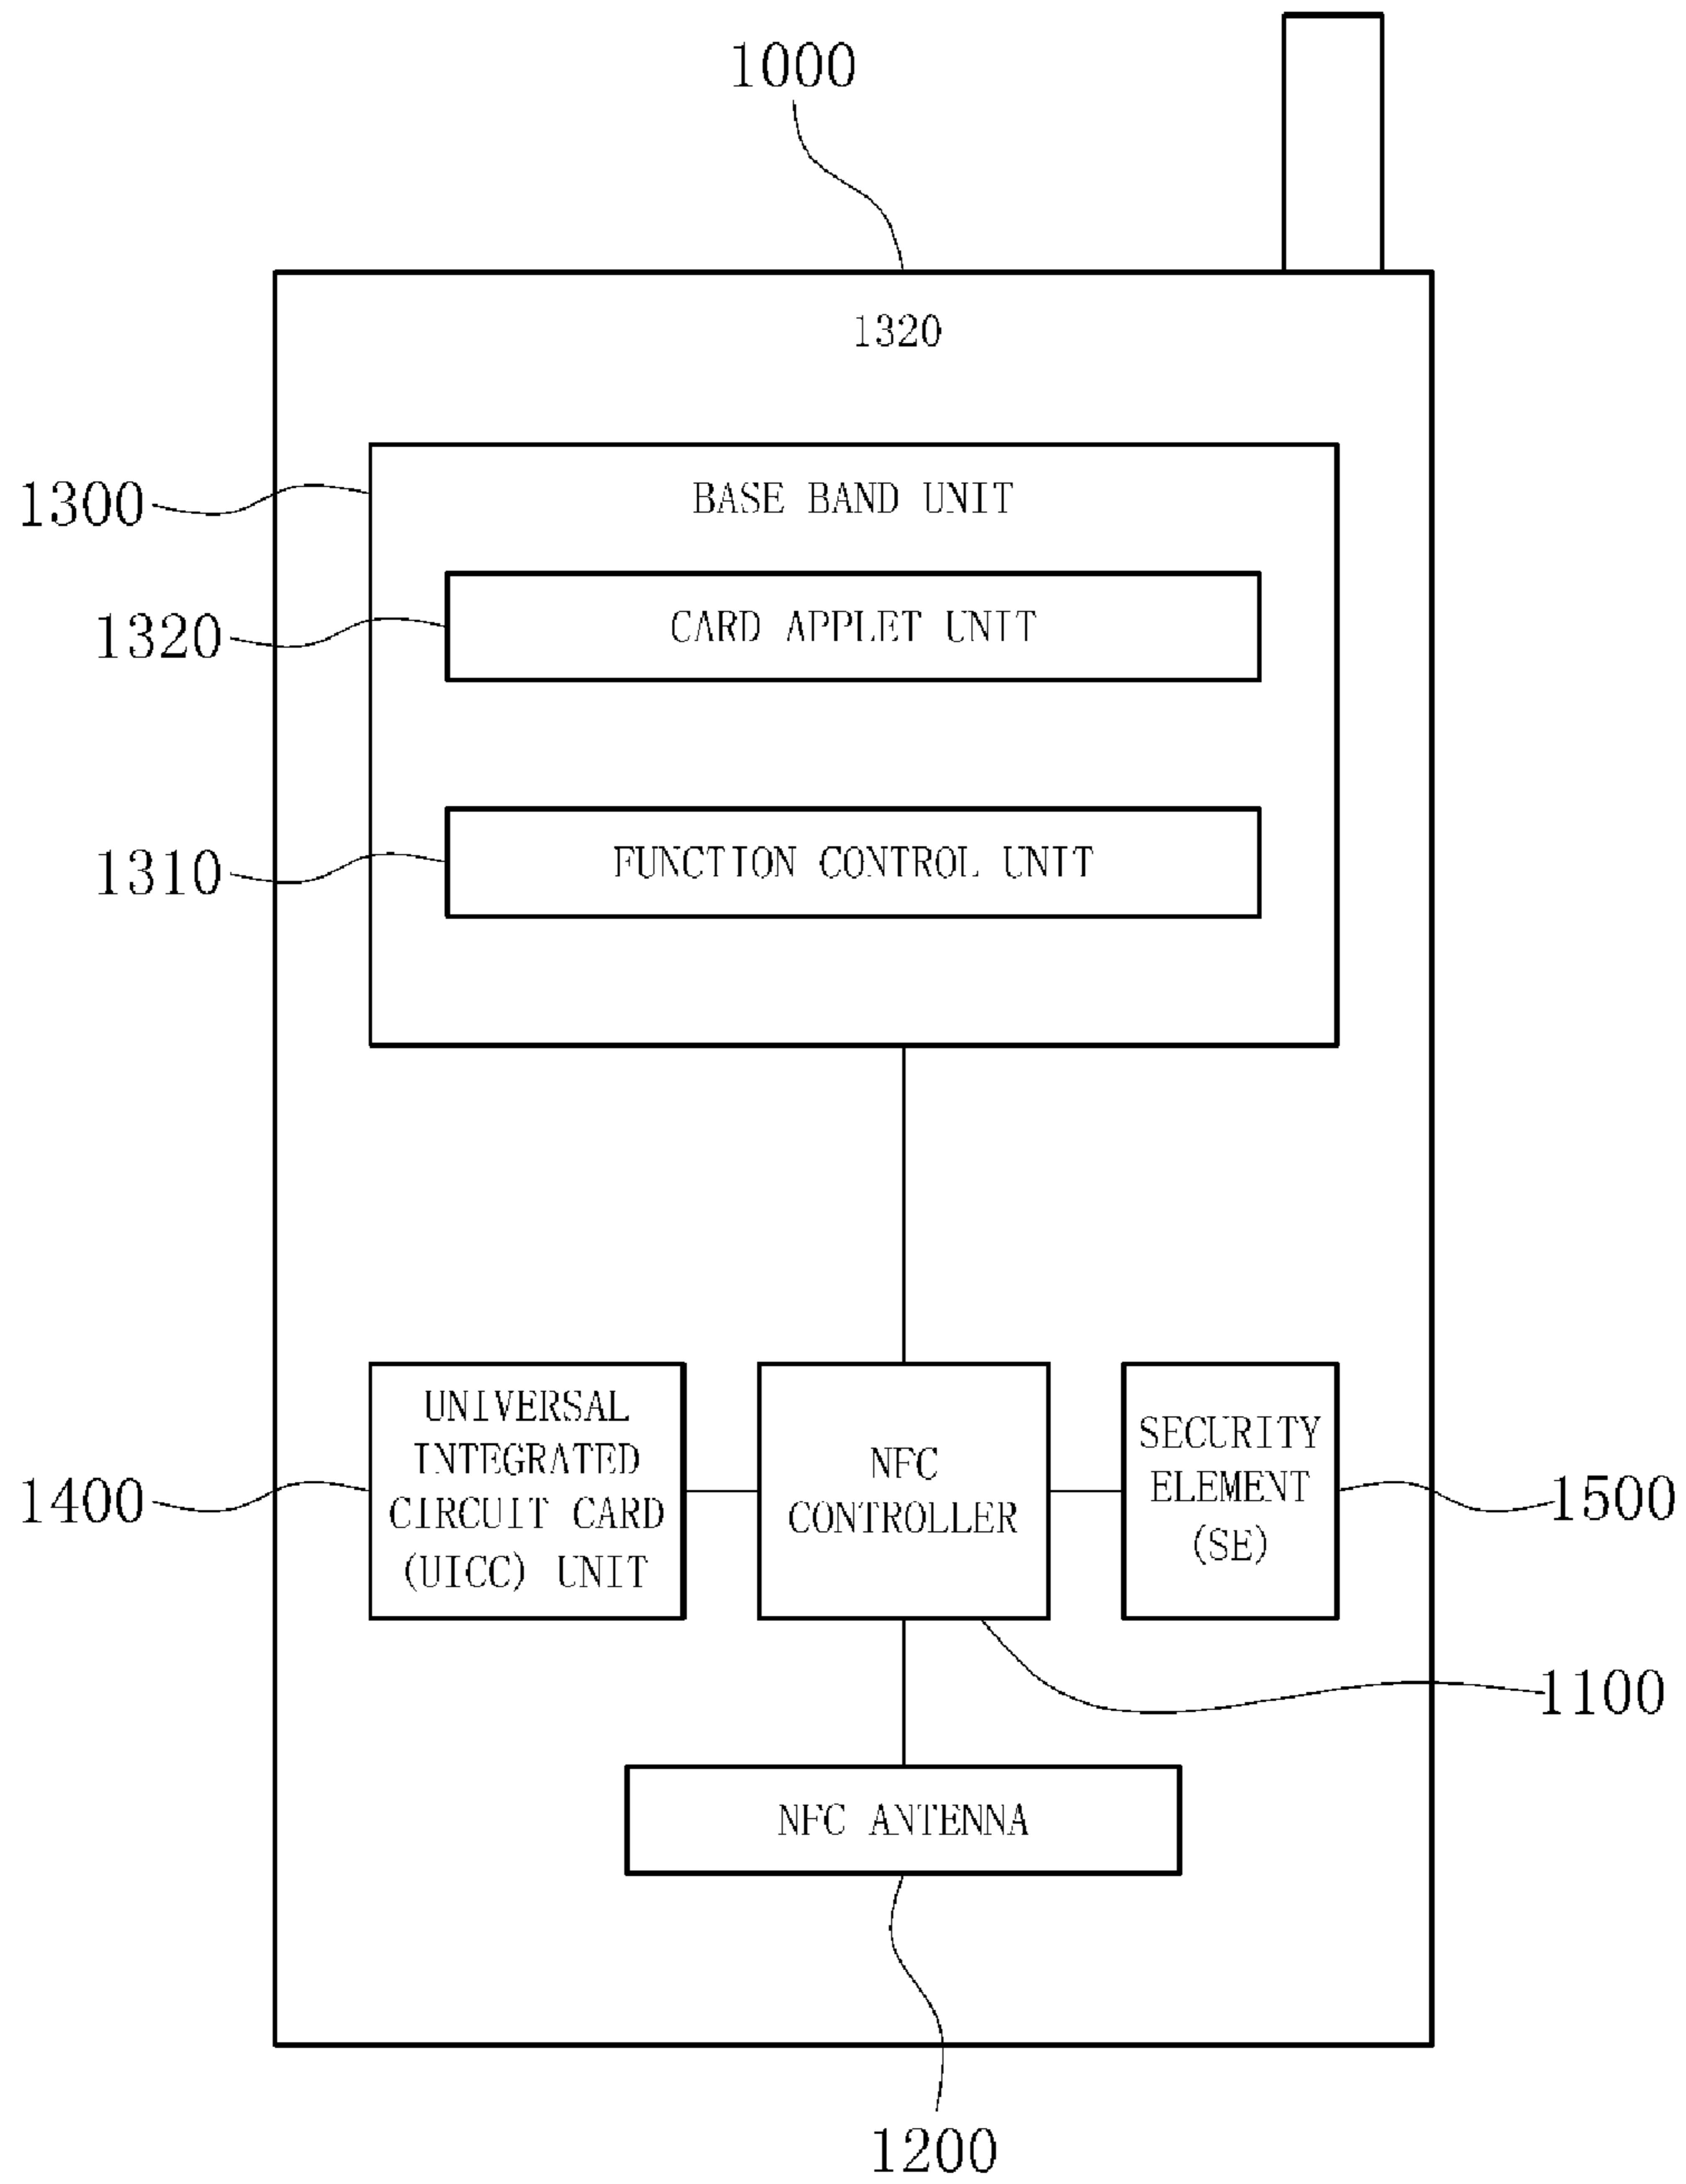 1000
1320
1300
BASE BAND UNIT
1320
CARD APPLET UNIT
1310
FUNCTION CONTROL UNIT
1400
UNIVERSAL
INTEGRATED
CIRCUIT CARD
(UICC) UNIT
NFC
CONTROLLER
SECURITY
ELEMENT
(SE)
1500
1100
NFC ANTENNA
1200